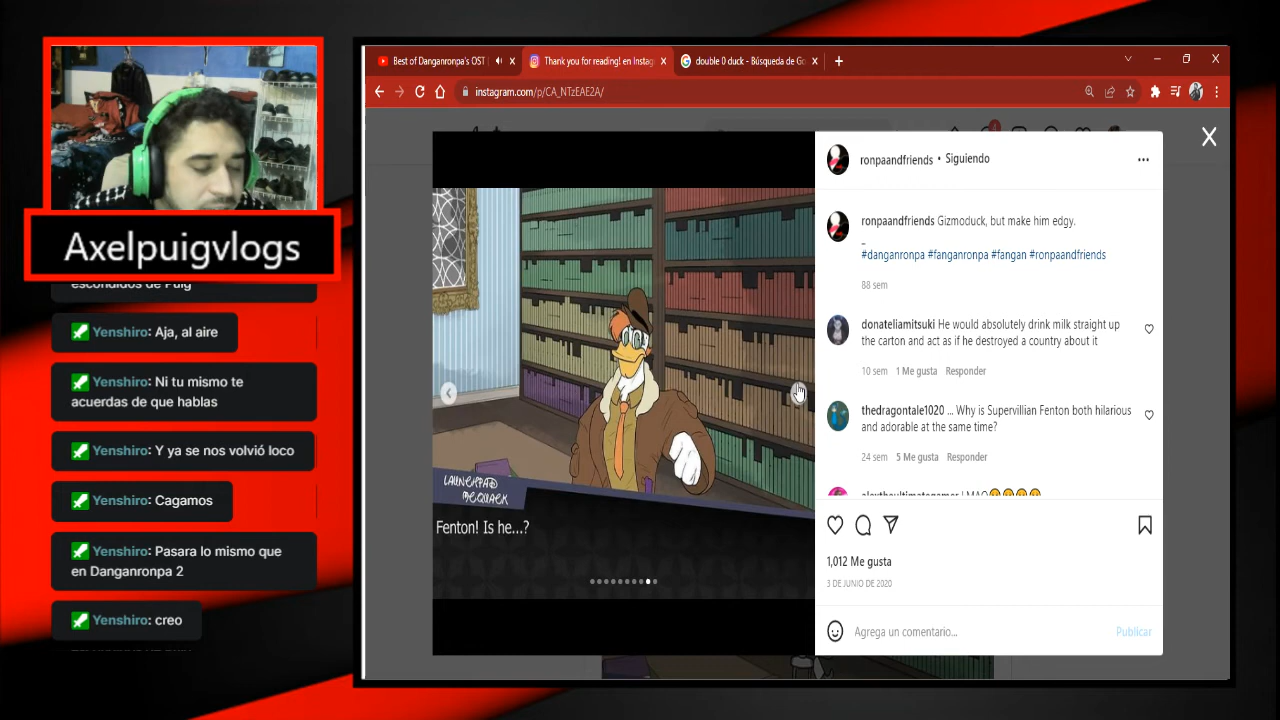 Axelpuigvlogs
escondidos de Puig
Yenshiro: Aja, al aire
Yenshiro: Ni tu mismo te
acuerdas de que hablas
Yenshiro: Y ya se nos volvió loco
Yenshiro: Cagamos
Yenshiro: Pasara lo mismo que
en Danganronpa 2
Yenshiro: creo
Best of Danganronpa's OST
Thank you for reading! en Instag
double 0 duck - Búsqueda de Go
instagram.com/p/CA_NTzEAE2A/
LAUNCHPAD
MCQUACK
Fenton! Is he...?
ronpaandfriends • Siguiendo
ronpaandfriends Gizmoduck, but make him edgy.
_
#danganronpa #fanganronpa #fangan #ronpaandfriends
88 sem
donateliamitsuki He would absolutely drink milk straight up
the carton and act as if he destroyed a country about it
10 sem 1 Me gusta Responder
thedragontale1020 ... Why is Supervillian Fenton both hilarious
and adorable at the same time?
24 sem 5 Me gusta Responder
1,012 Me gusta
3 DE JUNIO DE 2020
Agrega un comentario...
Publicar